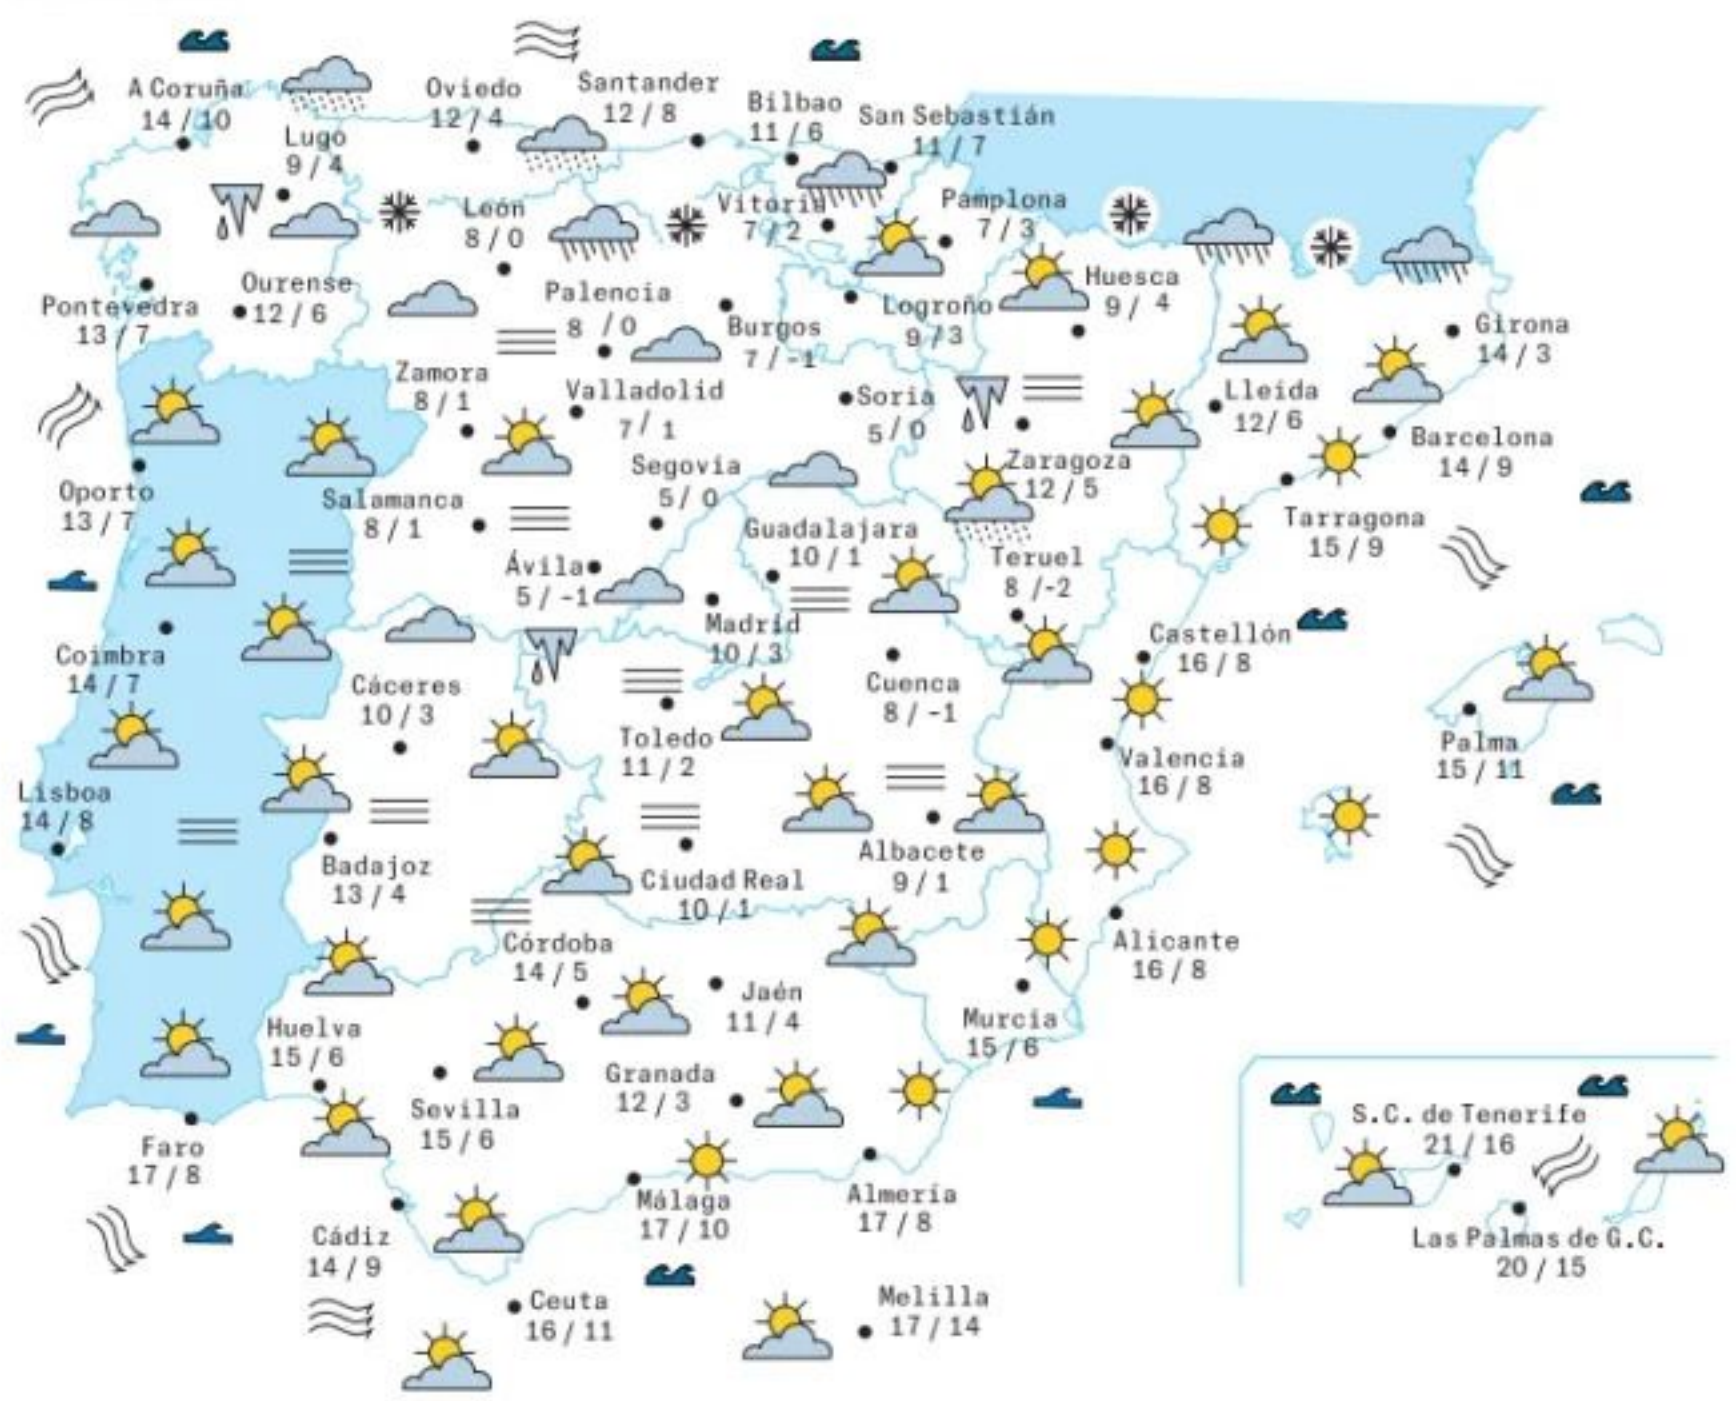 A Coruña
14 / 10
Lugo
9 / 4
Oviedo
12 / 4
Santander
12 / 8
Bilbao
11 / 6
San Sebastián
11 / 7
León
8 / 0
Vitoria
7 / 2
Pamplona
7 / 3
Pontevedra
13 / 7
Ourense
12 / 6
Palencia
8 / 0
Burgos
7 / -1
Logroño
9 / 3
Huesca
9 / 4
Girona
14 / 3
Zamora
8 / 1
Valladolid
7 / 1
Soria
5 / 0
Lleida
12 / 6
Barcelona
14 / 9
Oporto
13 / 7
Salamanca
8 / 1
Segovia
5 / 0
Zaragoza
12 / 5
Tarragona
15 / 9
Ávila
5 / -1
Guadalajara
10 / 1
Teruel
8 / -2
Coimbra
14 / 7
Madrid
10 / 3
Castellón
16 / 8
Cáceres
10 / 3
Cuenca
8 / -1
Toledo
11 / 2
Valencia
16 / 8
Palma
15 / 11
Lisboa
14 / 8
Badajoz
13 / 4
Ciudad Real
10 / 1
Albacete
9 / 1
Córdoba
14 / 5
Alicante
16 / 8
Jaén
11 / 4
Murcia
15 / 6
Huelva
15 / 6
Sevilla
15 / 6
Granada
12 / 3
Faro
17 / 8
Cádiz
14 / 9
Málaga
17 / 10
Almería
17 / 8
S.C. de Tenerife
21 / 16
Las Palmas de G.C.
20 / 15
Ceuta
16 / 11
Melilla
17 / 14